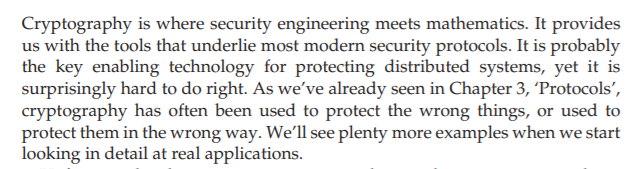 Cryptography is where security engineering meets mathematics. It provides
us with the tools that underlie most modern security protocols. It is probably
the key enabling technology for protecting distributed systems, yet it is
surprisingly hard to do right. As we’ve already seen in Chapter 3, ‘Protocols’,
cryptography has often been used to protect the wrong things, or used to
protect them in the wrong way. We’ll see plenty more examples when we start
looking in detail at real applications.